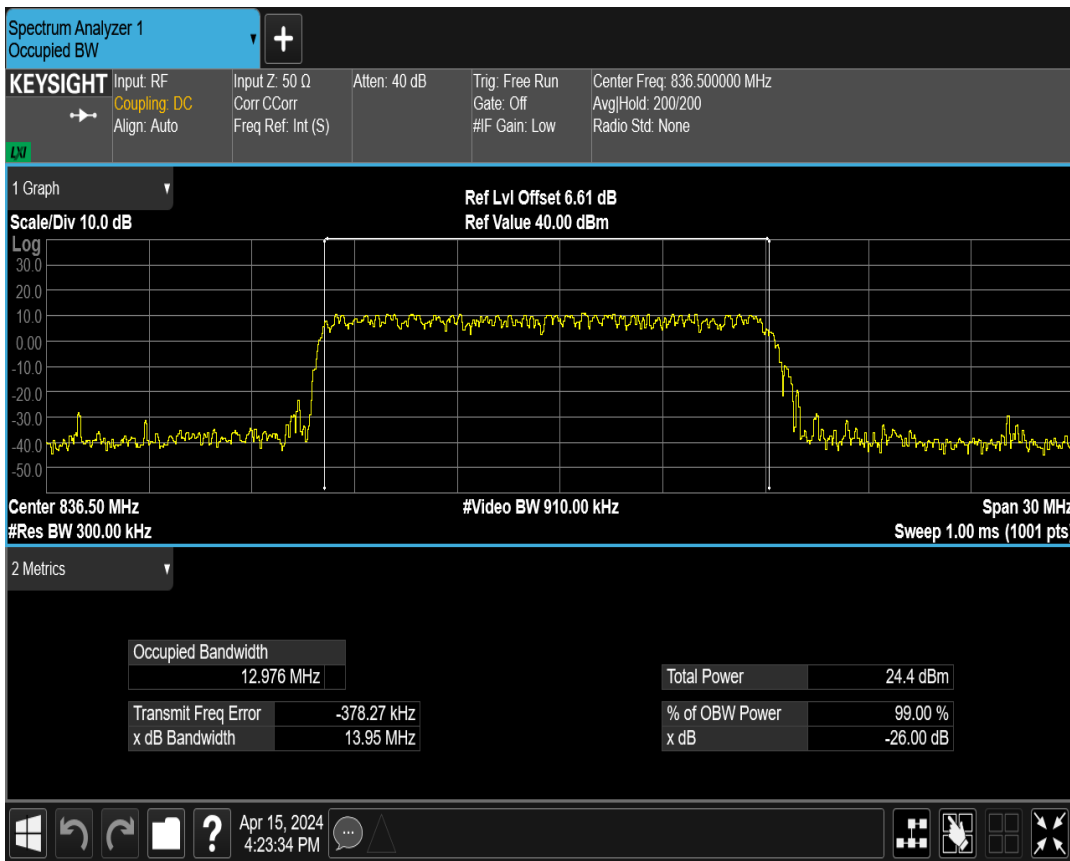 Spectrum Analyzer 1
Occupied BW
+
KEYSIGHT
LXI
Input: RF
Coupling: DC
Align: Auto
Input Z: 50 Ω
Corr CCorr
Freq Ref: Int (S)
Atten: 40 dB
Trig: Free Run
Gate: Off
#IF Gain: Low
Center Freq: 836.500000 MHz
Avg|Hold: 200/200
Radio Std: None
1 Graph
Scale/Div 10.0 dB
Ref Lvl Offset 6.61 dB
Ref Value 40.00 dBm
Log
30.0
20.0
10.0
0.00
-10.0
-20.0
-30.0
-40.0
-50.0
Center 836.50 MHz
#Video BW 910.00 kHz
Span 30 MHz
#Res BW 300.00 kHz
Sweep 1.00 ms (1001 pts)
2 Metrics
Occupied Bandwidth
12.976 MHz
Total Power 24.4 dBm
Transmit Freq Error -378.27 kHz
% of OBW Power 99.00 %
x dB Bandwidth 13.95 MHz
x dB -26.00 dB
?
Apr 15, 2024
4:23:34 PM